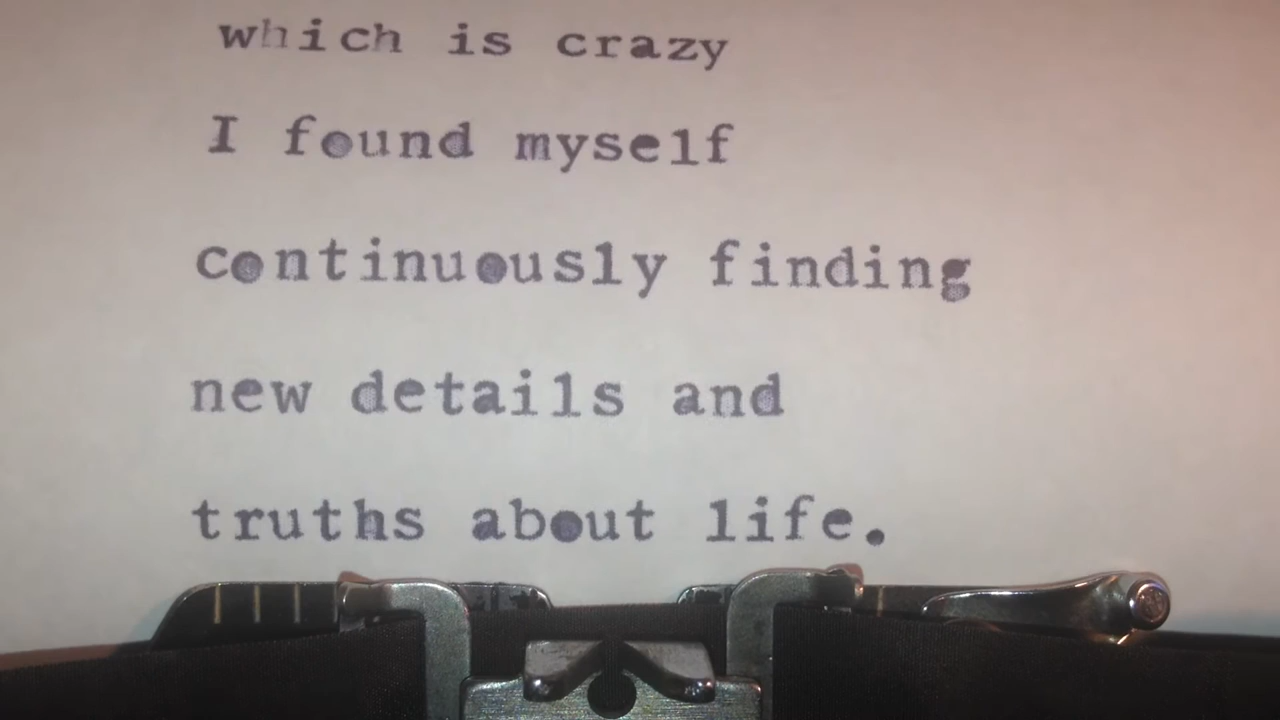 which is crazy
I found myself
continuously finding
new details and
truths about life.